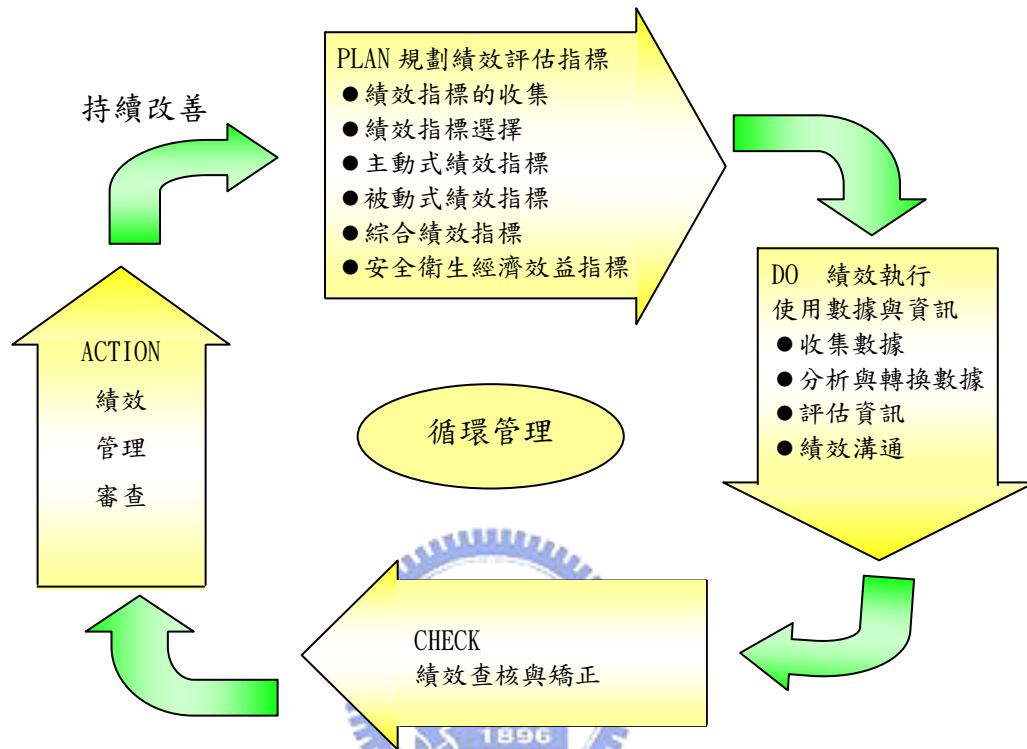 PLAN 規劃績效評估指標
●績效指標的收集
●績效指標選擇
●主動式績效指標
●被動式績效指標
●綜合績效指標
●安全衛生經濟效益指標
持續改善
DO 績效執行
使用數據與資訊
●收集數據
●分析與轉換數據
●評估資訊
●績效溝通
ACTION
績效
管理
審查
循環管理
CHECK
績效查核與矯正
1896